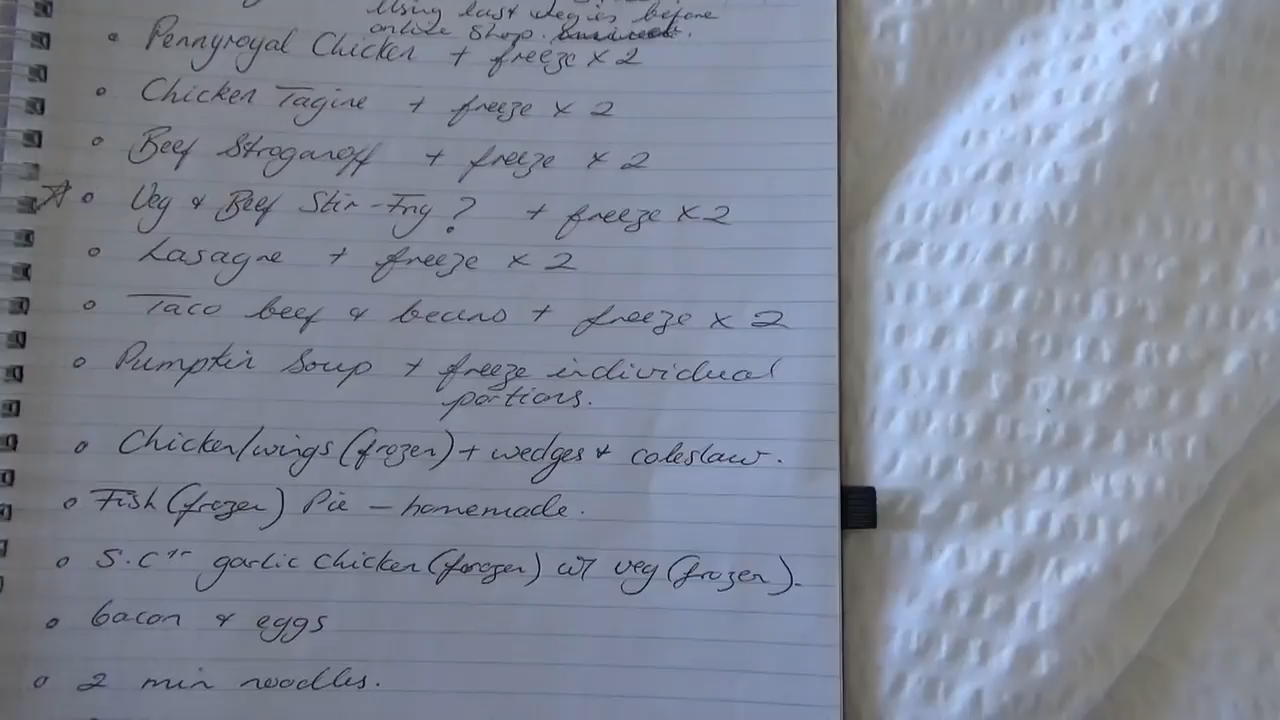 Using last vegies before
online shop.
• Pennyroyal Chicken + freeze x 2
• Chicken Tagine + freeze x 2
• Beef Stroganoff + freeze x 2
☆ • Veg & Beef Stir-Fry? + freeze x 2
• Lasagne + freeze x 2
• Taco beef & beans + freeze x 2
• Pumpkin Soup + freeze individual
portions.
• Chicken/wings (frozen) + wedges & coleslaw.
• Fish (frozen) Pie – homemade.
• S.C garlic chicken (frozen) w/ veg (frozen).
• bacon & eggs
• 2 min noodles.